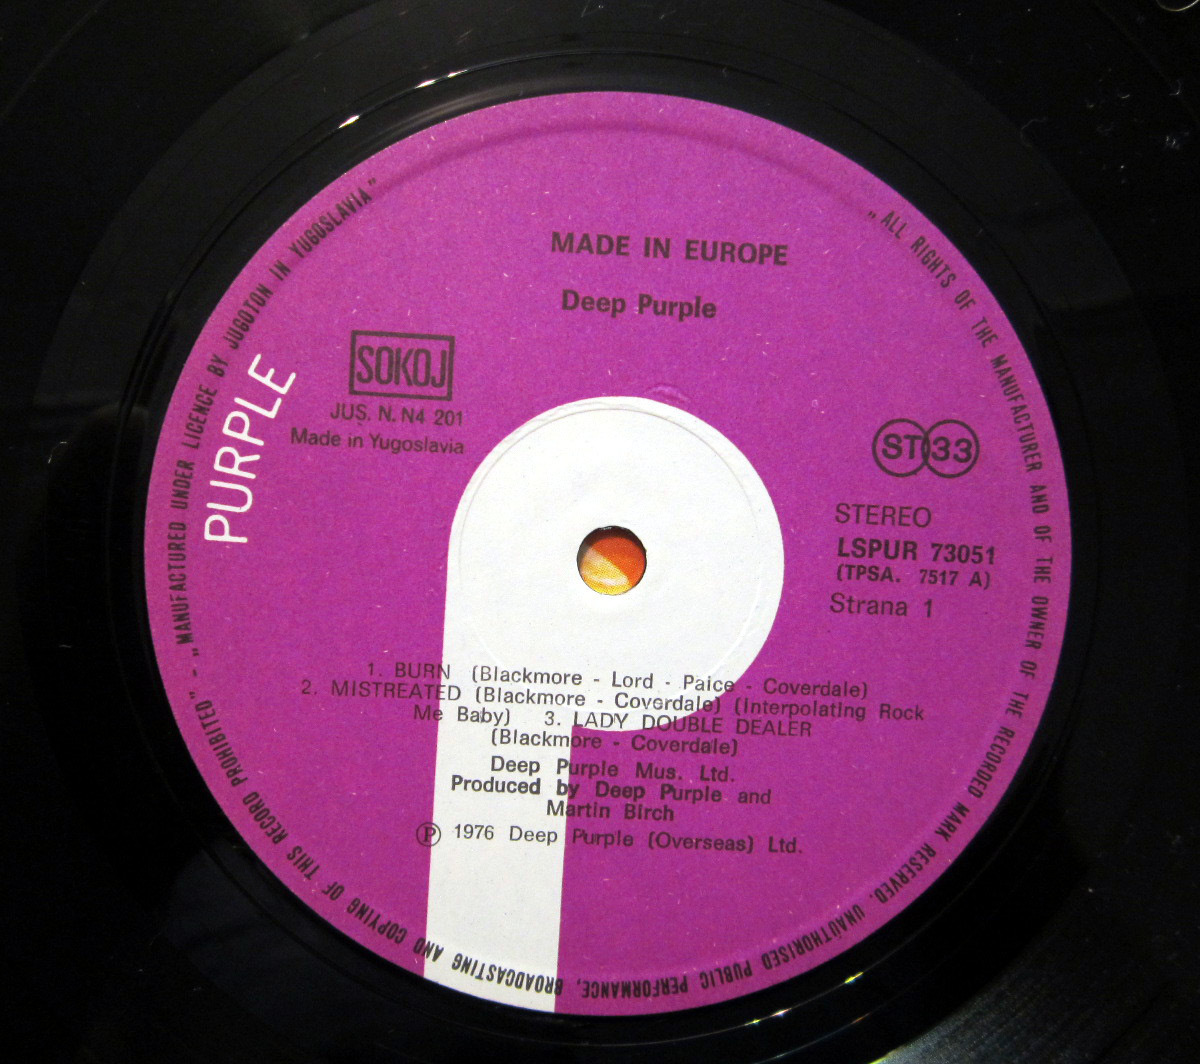 MADE IN EUROPE
Deep Purple
PURPLE
SOKOJ
JUS. N. N4 201
Made in Yugoslavia
ST 33
STEREO
LSPUR 73051
(TPSA. 7517 A)
Strana 1
1. BURN (Blackmore - Lord - Paice - Coverdale)
2. MISTREATED (Blackmore - Coverdale) (Interpolating Rock
Me Baby) 3. LADY DOUBLE DEALER
(Blackmore - Coverdale)
Deep Purple Mus. Ltd.
Produced by Deep Purple and
Martin Birch
Ⓟ 1976 Deep Purple (Overseas) Ltd.
„ALL RIGHTS OF THE MANUFACTURER AND OF THE OWNER OF THE RECORDED MARK RESERVED. UNAUTHORISED PUBLIC PERFORMANCE, BROADCASTING AND COPYING OF THIS RECORD PROHIBITED" - „MANUFACTURED UNDER LICENCE BY JUGOTON IN YUGOSLAVIA"